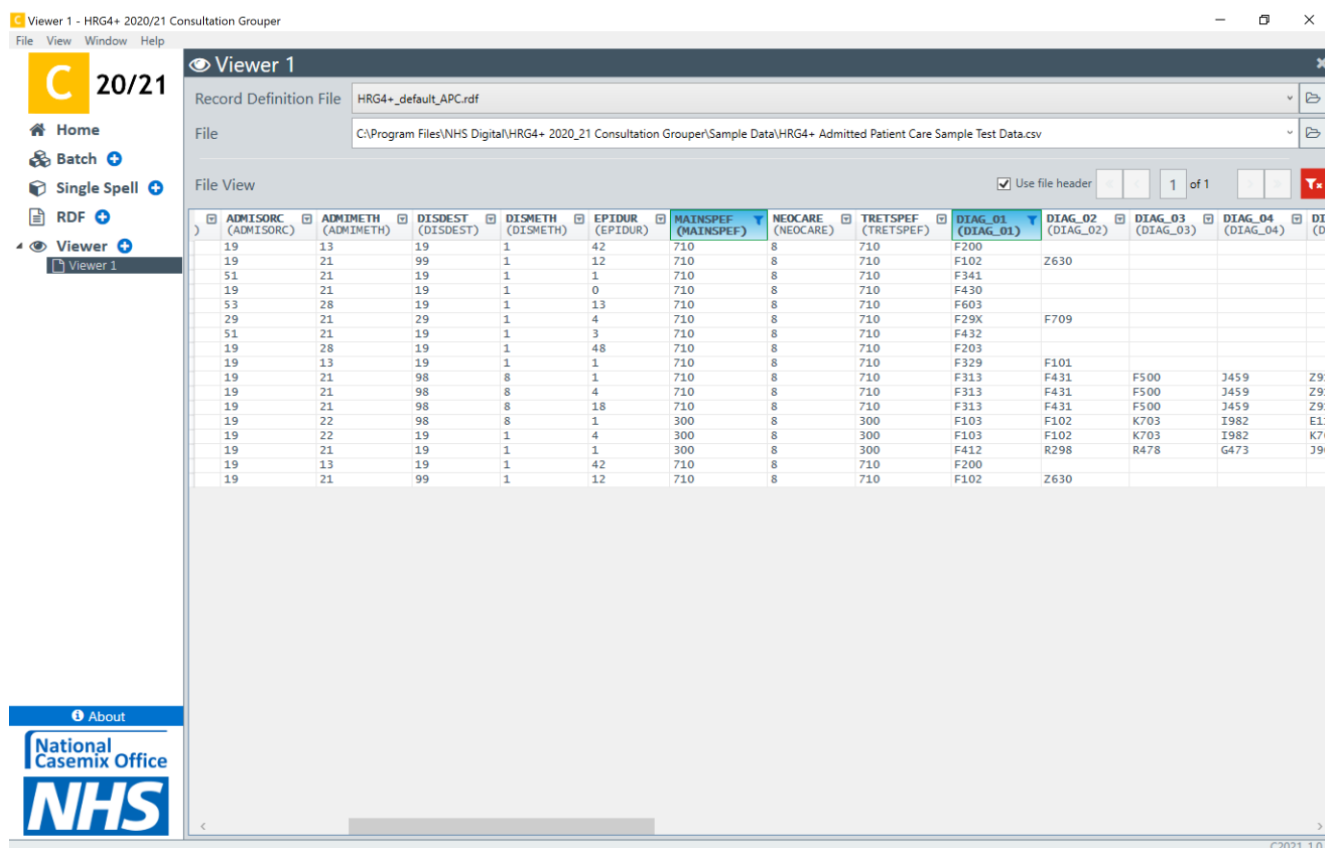 C Viewer 1 - HRG4+ 2020/21 Consultation Grouper
File View Window Help
C 20/21
Home
Batch
Single Spell
RDF
Viewer
Viewer 1
Viewer 1
Record Definition File HRG4+_default_APC.rdf
File C:\Program Files\NHS Digital\HRG4+ 2020_21 Consultation Grouper\Sample Data\HRG4+ Admitted Patient Care Sample Test Data.csv
File View Use file header 1 of 1
ADMISORC ADMIMETH DISDEST DISMETH EPIDUR MAINSPEF NEOCARE TRETSPEF DIAG_01 DIAG_02 DIAG_03 DIAG_04 DI
) (ADMISORC) (ADMIMETH) (DISDEST) (DISMETH) (EPIDUR) (MAINSPEF) (NEOCARE) (TRETSPEF) (DIAG_01) (DIAG_02) (DIAG_03) (DIAG_04) (D
19 13 19 1 42 710 8 710 F200
19 21 99 1 12 710 8 710 F102 Z630
51 21 19 1 1 710 8 710 F341
19 21 19 1 0 710 8 710 F430
53 28 19 1 13 710 8 710 F603
29 21 29 1 4 710 8 710 F29X F709
51 21 19 1 3 710 8 710 F432
19 28 19 1 48 710 8 710 F203
19 13 19 1 1 710 8 710 F329 F101
19 21 98 8 1 710 8 710 F313 F431 F500 J459 Z9
19 21 98 8 4 710 8 710 F313 F431 F500 J459 Z9
19 21 98 8 18 710 8 710 F313 F431 F500 J459 Z9
19 22 98 8 1 300 8 300 F103 F102 K703 I982 E1
19 22 19 1 4 300 8 300 F103 F102 K703 I982 K7
19 21 19 1 1 300 8 300 F412 R298 R478 G473 J9
19 13 19 1 42 710 8 710 F200
19 21 99 1 12 710 8 710 F102 Z630
About
National
Casemix Office
NHS
C2021_1.0